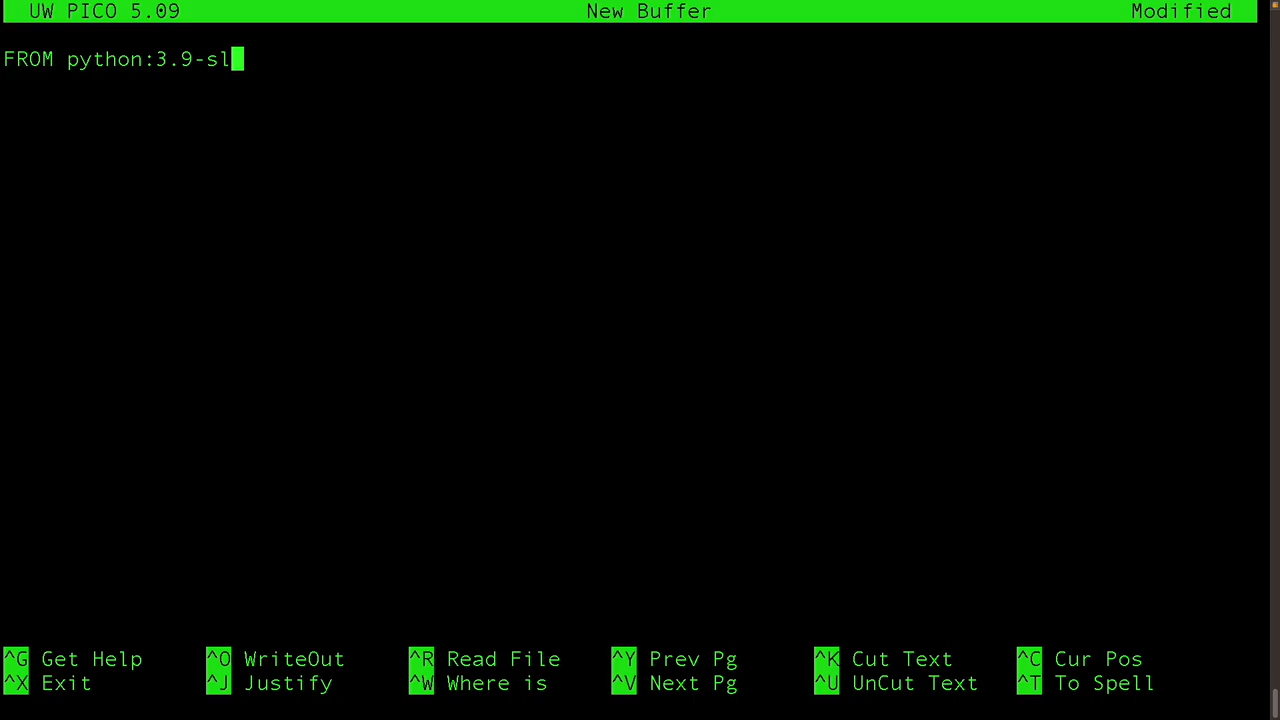 UW PICO 5.09 New Buffer Modified
FROM python:3.9-sl
^G Get Help ^O WriteOut ^R Read File ^Y Prev Pg ^K Cut Text ^C Cur Pos
^X Exit ^J Justify ^W Where is ^V Next Pg ^U UnCut Text ^T To Spell